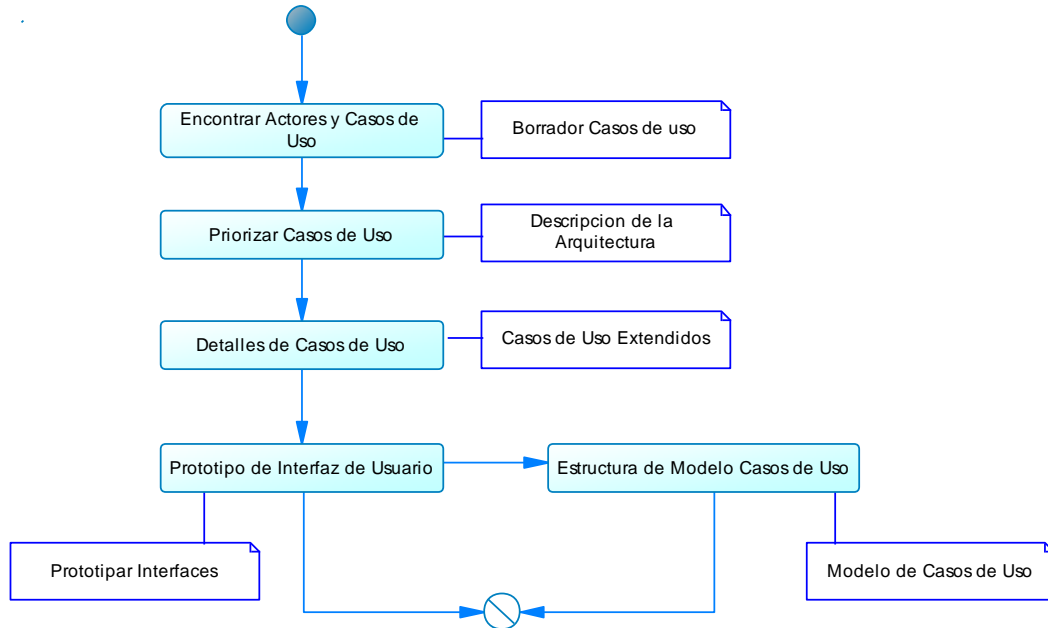 Encontrar Actores y Casos de
Uso
Borrador Casos de uso
Priorizar Casos de Uso
Descripcion de la
Arquitectura
Detalles de Casos de Uso
Casos de Uso Extendidos
Prototipo de Interfaz de Usuario
Estructura de Modelo Casos de Uso
Prototipar Interfaces
Modelo de Casos de Uso